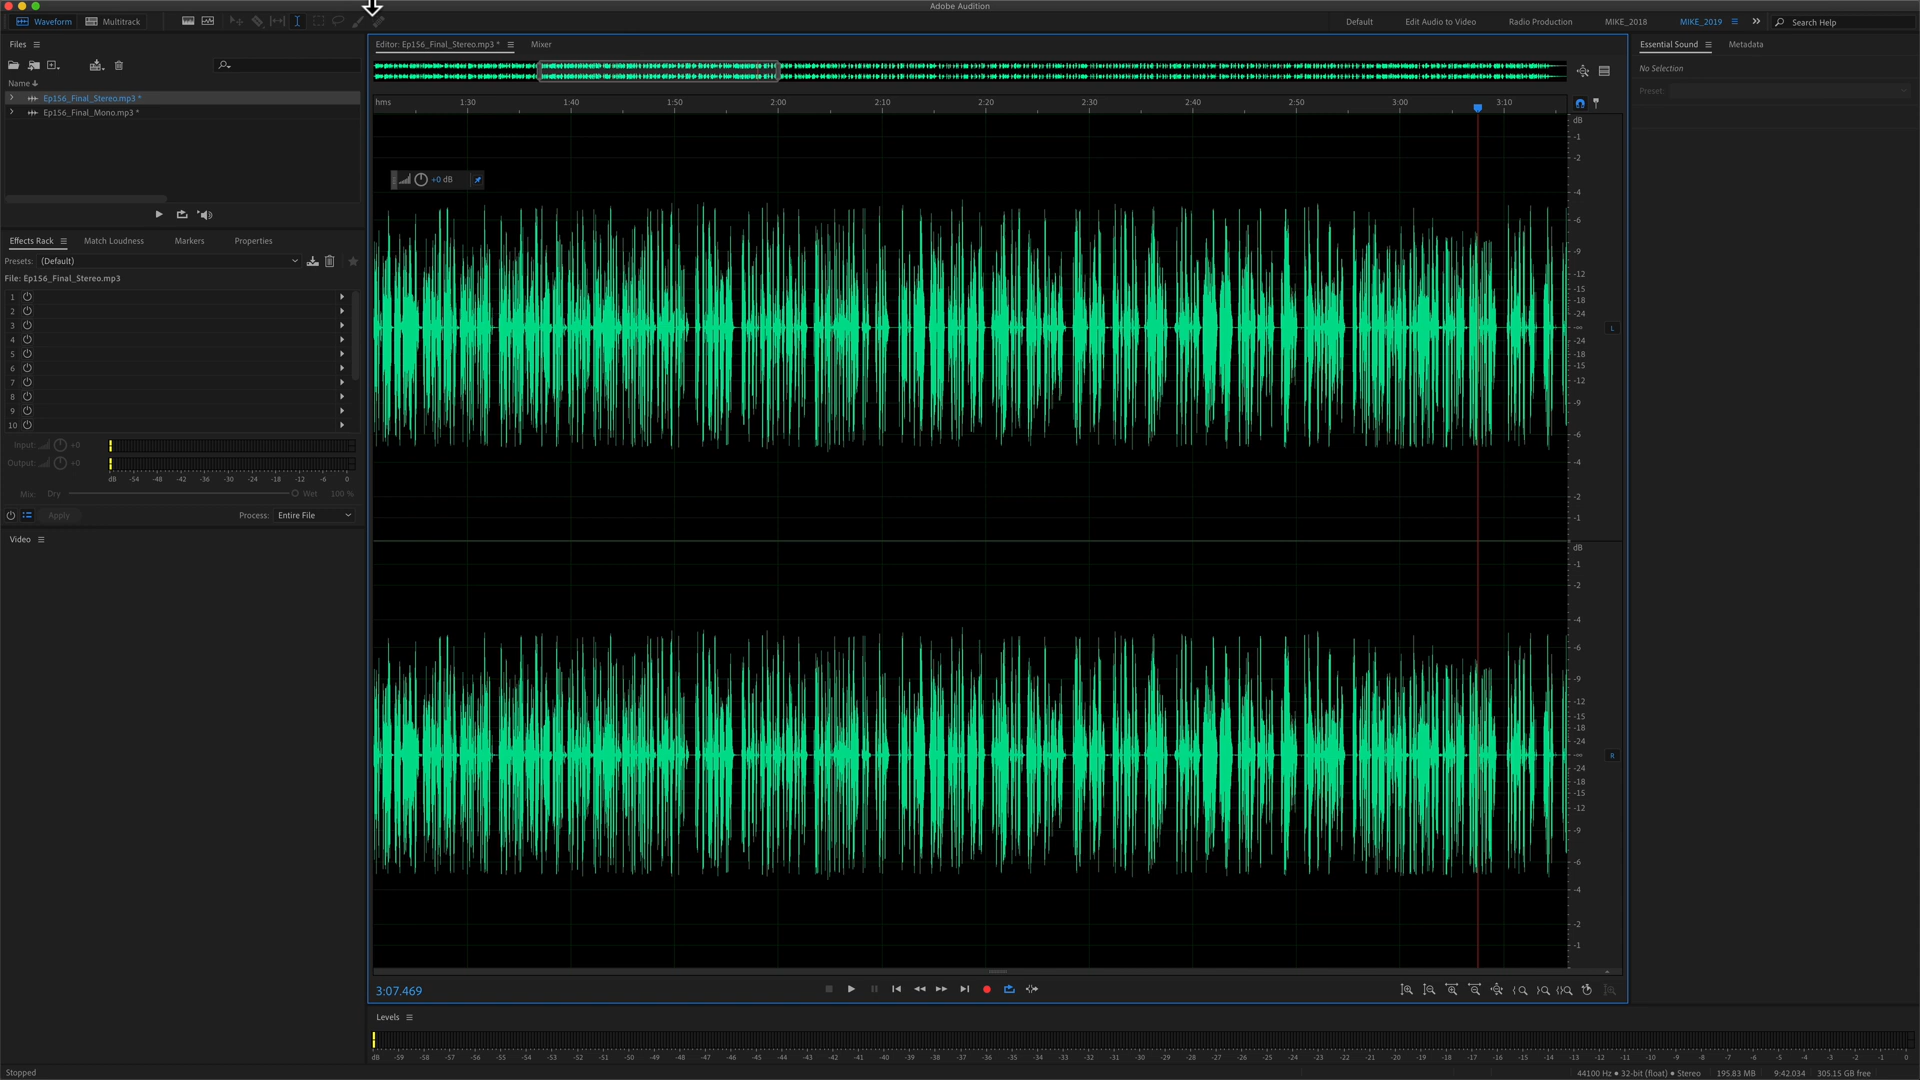 Adobe Audition
Waveform Multitrack
Default Edit Audio to Video Radio Production MIKE_2018 MIKE_2019 Search Help
Files
Editor: Ep156_Final_Stereo.mp3 * Mixer
Essential Sound Metadata
No Selection
Preset:
Name
Ep156_Final_Stereo.mp3 *
Ep156_Final_Mono.mp3 *
hms 1:30 1:40 1:50 2:00 2:10 2:20 2:30 2:40 2:50 3:00 3:10
+0 dB
dB
-1
-2
-4
-6
-9
-12
-15
-18
-24
-∞
-24
-18
-15
-12
-9
-6
-4
-2
-1
L
dB
-1
-2
-4
-6
-9
-12
-15
-18
-24
-∞
-24
-18
-15
-12
-9
-6
-4
-2
-1
R
Effects Rack Match Loudness Markers Properties
Presets: (Default)
File: Ep156_Final_Stereo.mp3
1
2
3
4
5
6
7
8
9
10
Input: +0
Output: +0
dB -54 -48 -42 -36 -30 -24 -18 -12 -6 0
Mix: Dry Wet 100 %
Apply Process: Entire File
Video
3:07.469
Levels
dB -59 -58 -57 -56 -55 -54 -53 -52 -51 -50 -49 -48 -47 -46 -45 -44 -43 -42 -41 -40 -39 -38 -37 -36 -35 -34 -33 -32 -31 -30 -29 -28 -27 -26 -25 -24 -23 -22 -21 -20 -19 -18 -17 -16 -15 -14 -13 -12 -11 -10 -9 -8 -7 -6 -5 -4 -3 -2 -1 0
Stopped
44100 Hz • 32-bit (float) • Stereo 195.83 MB 9:42.034 305.15 GB free